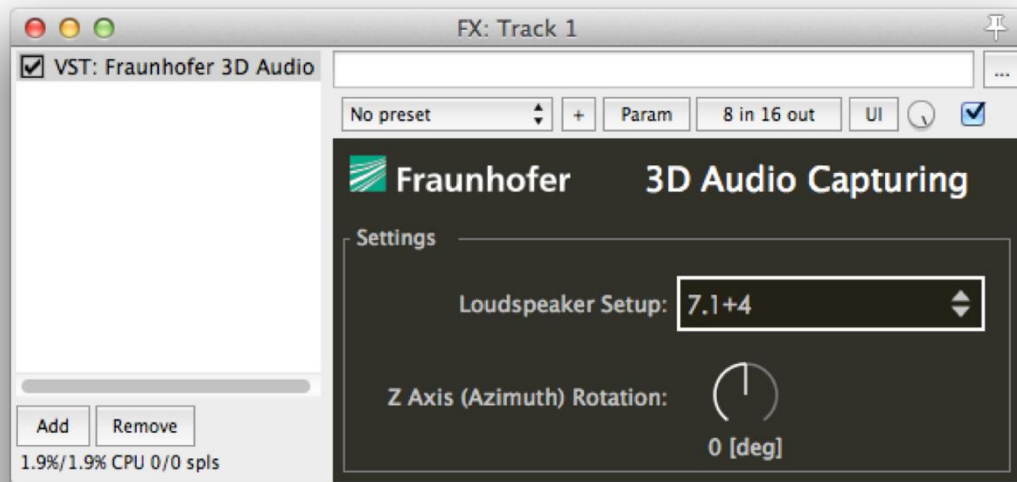 FX: Track 1
VST: Fraunhofer 3D Audio
...
No preset
+
Param
8 in 16 out
UI
Fraunhofer
3D Audio Capturing
Settings
Loudspeaker Setup:
7.1+4
Z Axis (Azimuth) Rotation:
0 [deg]
Add
Remove
1.9%/1.9% CPU 0/0 spls